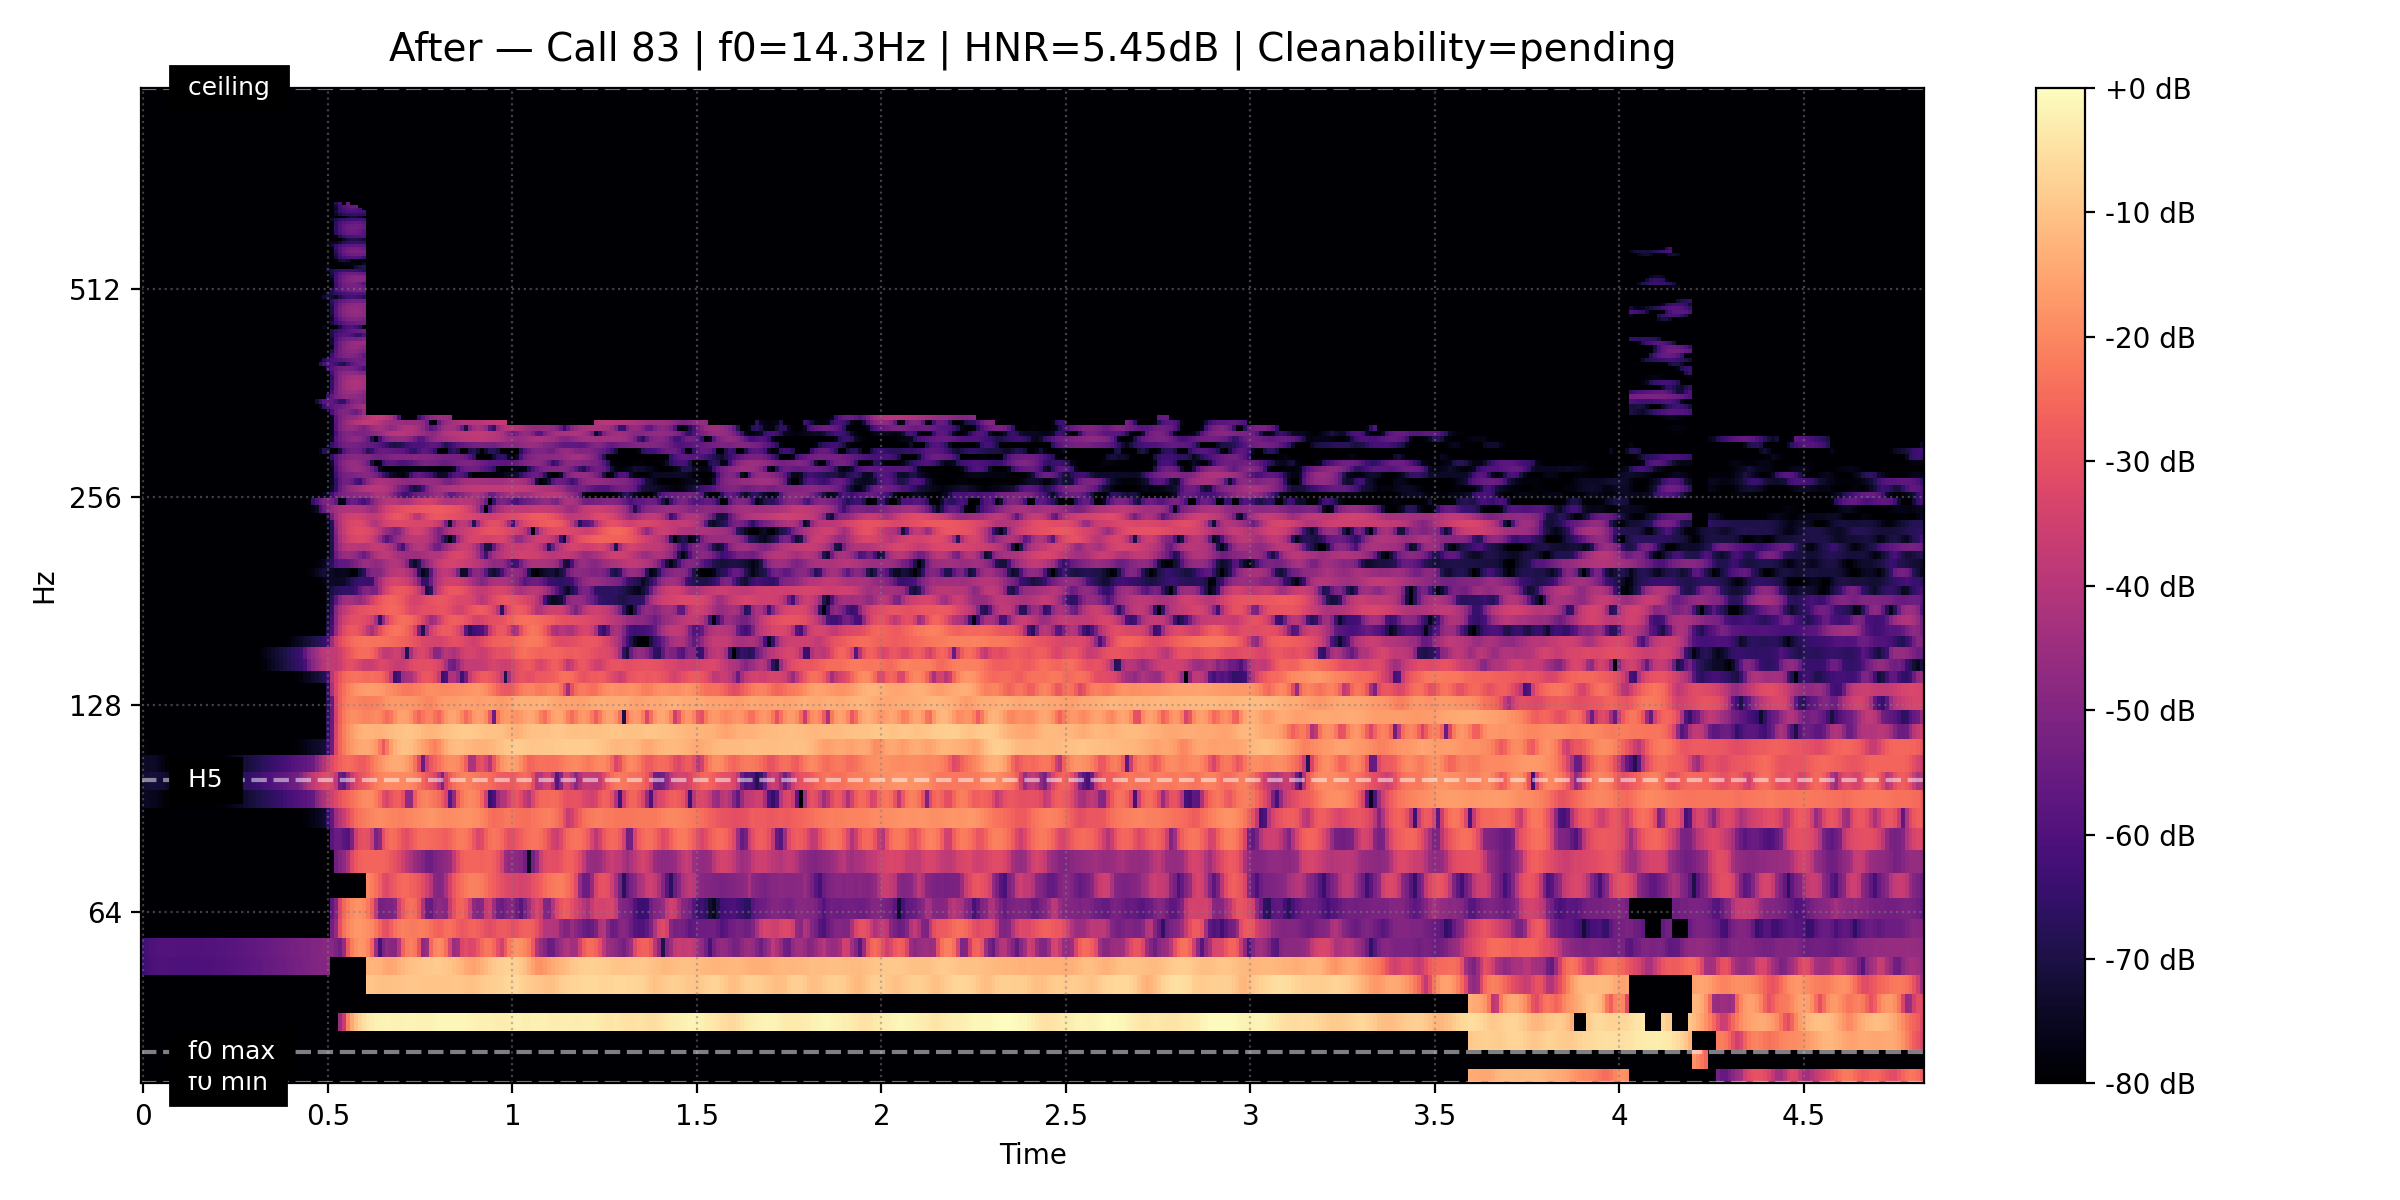 After — Call 83 | f0=14.3Hz | HNR=5.45dB | Cleanability=pending
ceiling
+0 dB
-10 dB
512
-20 dB
-30 dB
256
-40 dB
Hz
-50 dB
128
H5
-60 dB
64
-70 dB
f0 max
f0 min
-80 dB
0 0.5 1 1.5 2 2.5 3 3.5 4 4.5
Time